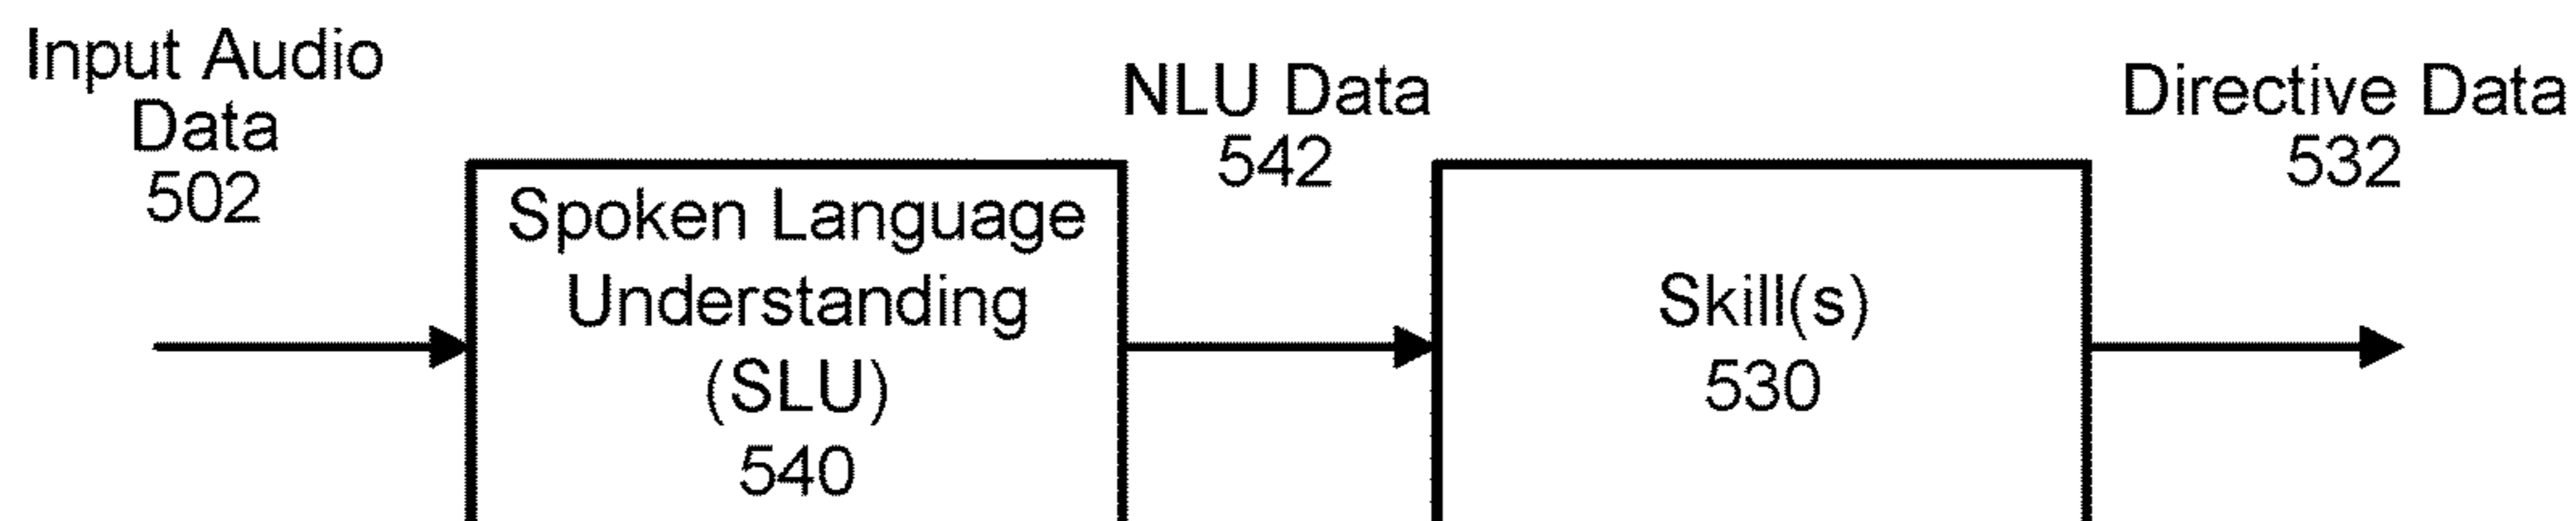 Input Audio
Data
502
Spoken Language
Understanding
(SLU)
540
NLU Data
542
Skill(s)
530
Directive Data
532